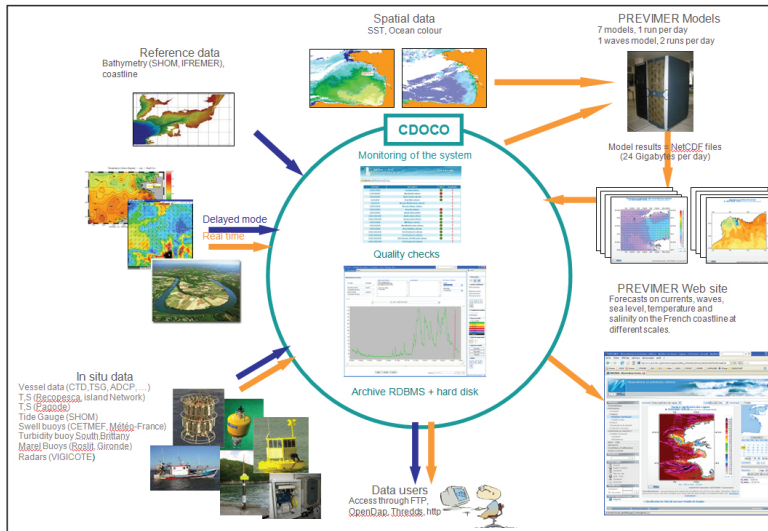 Spatial data
SST, Ocean colour
PREVIMER Models
7 models, 1 run per day
1 waves model, 2 runs per day
Reference data
Bathymetry (SHOM, IFREMER),
coastline
CDOCO
Monitoring of the system
Model results = NetCDF files
(24 Gigabytes per day)
Delayed mode
Real time
Quality checks
PREVIMER Web site
Forecasts on currents, waves,
sea level, temperature and
salinity on the French coastline at
different scales.
In situ data
Vessel data (CTD,TSG, ADCP, …)
T,S (Recopesca, island Network)
T,S (Pagode)
Tide Gauge (SHOM)
Swell buoys (CETMEF, Météo-France)
Turbidity buoy South Brittany
Marel Buoys (Roslit, Gironde)
Radars (VIGICOTE)
Archive RDBMS + hard disk
Data users
Access through FTP,
OpenDap, Thredds, http